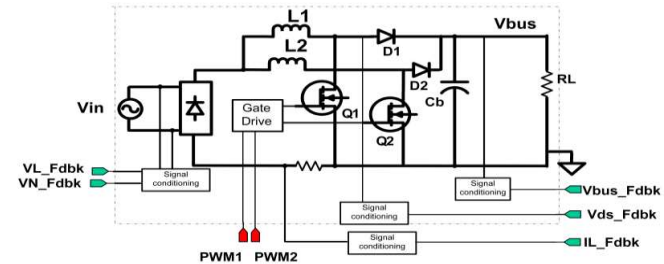 L1
Vbus
L2
D1
D2
RL
Vin
Gate
Drive
Q1
Cb
Q2
VL_Fdbk
VN_Fdbk
Signal
conditioning
Signal
conditioning
Vbus_Fdbk
Signal
conditioning
Vds_Fdbk
Signal
conditioning
IL_Fdbk
PWM1 PWM2